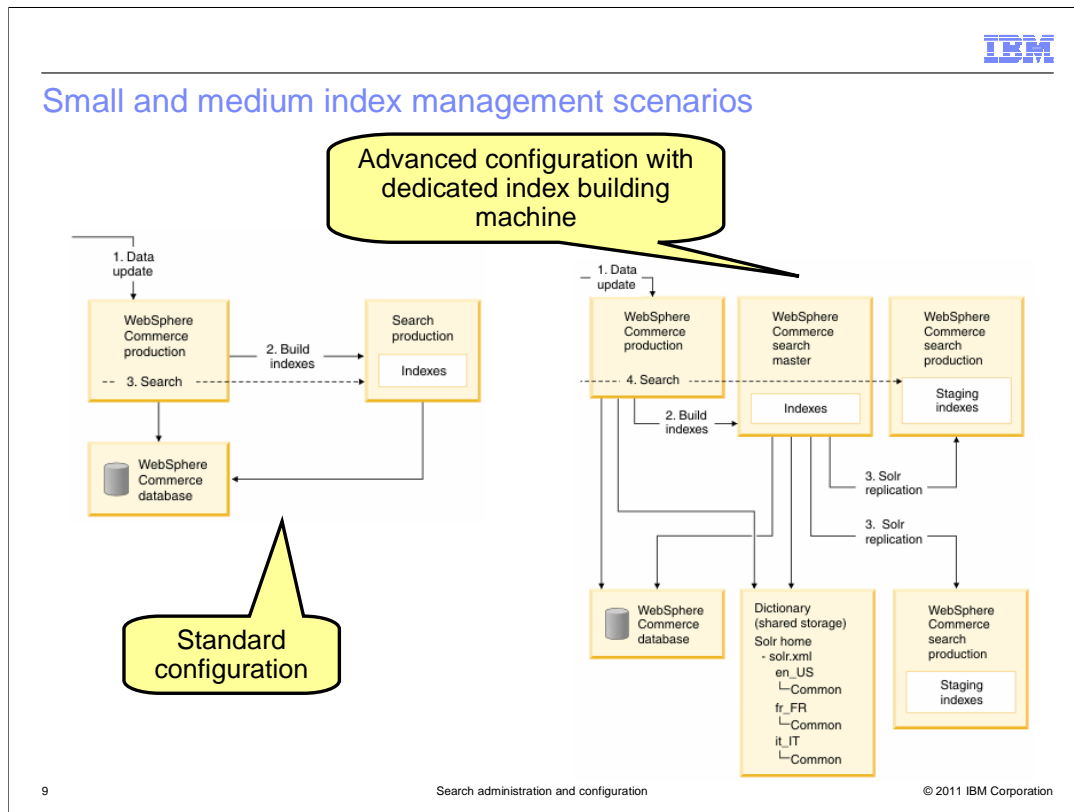 IBM
Small and medium index management scenarios
Advanced configuration with
dedicated index building
machine
1. Data
update
WebSphere
Commerce
production
2. Build
indexes
3. Search
Search
production
Indexes
WebSphere
Commerce
database
Standard
configuration
1. Data
update
WebSphere
Commerce
production
WebSphere
Commerce
search
master
WebSphere
Commerce
search
production
4. Search
2. Build
indexes
Indexes
Staging
indexes
3. Solr
replication
3. Solr
replication
WebSphere
Commerce
database
Dictionary
(shared storage)
Solr home
- solr.xml
en_US
Common
fr_FR
Common
it_IT
Common
WebSphere
Commerce
search
production
Staging
indexes
9
Search administration and configuration
© 2011 IBM Corporation